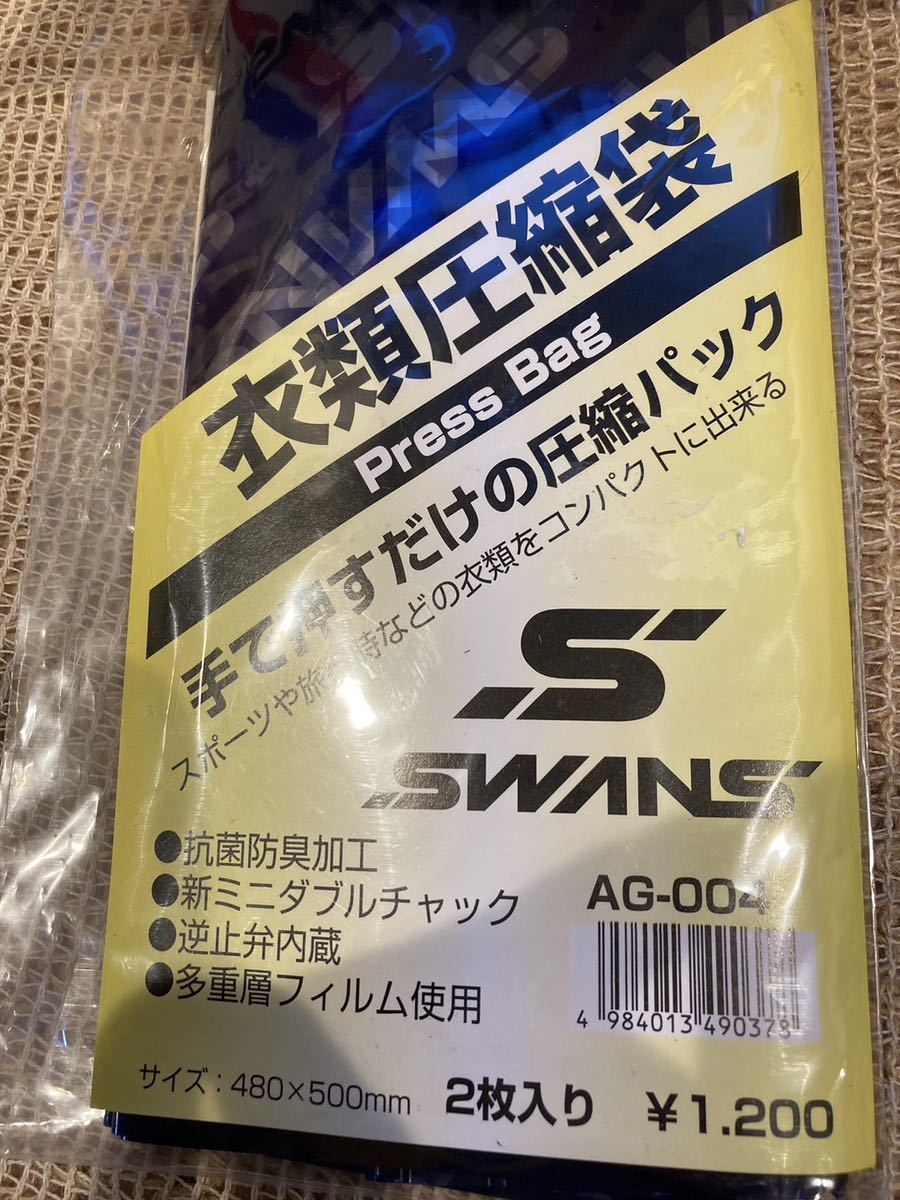 SWANS
衣類圧縮袋
Press Bag
手で押すだけの圧縮パック
スポーツや旅行時などの衣類をコンパクトに出来る
S
SWANS
●抗菌防臭加工
●新ミニダブルチャック
●逆止弁内蔵
●多重層フィルム使用
AG-004
4 984013 490378
サイズ：480×500mm
2枚入り
¥1.200